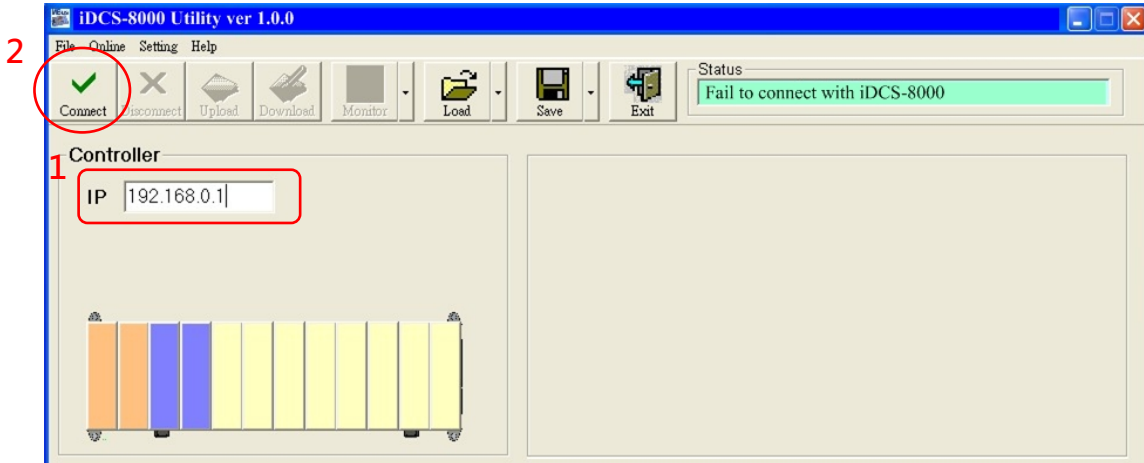 iDCS-8000 Utility ver 1.0.0
2
File Online Setting Help
Status
Fail to connect with iDCS-8000
Connect Disconnect Upload Download Monitor Load Save Exit
Controller
1
IP 192.168.0.1